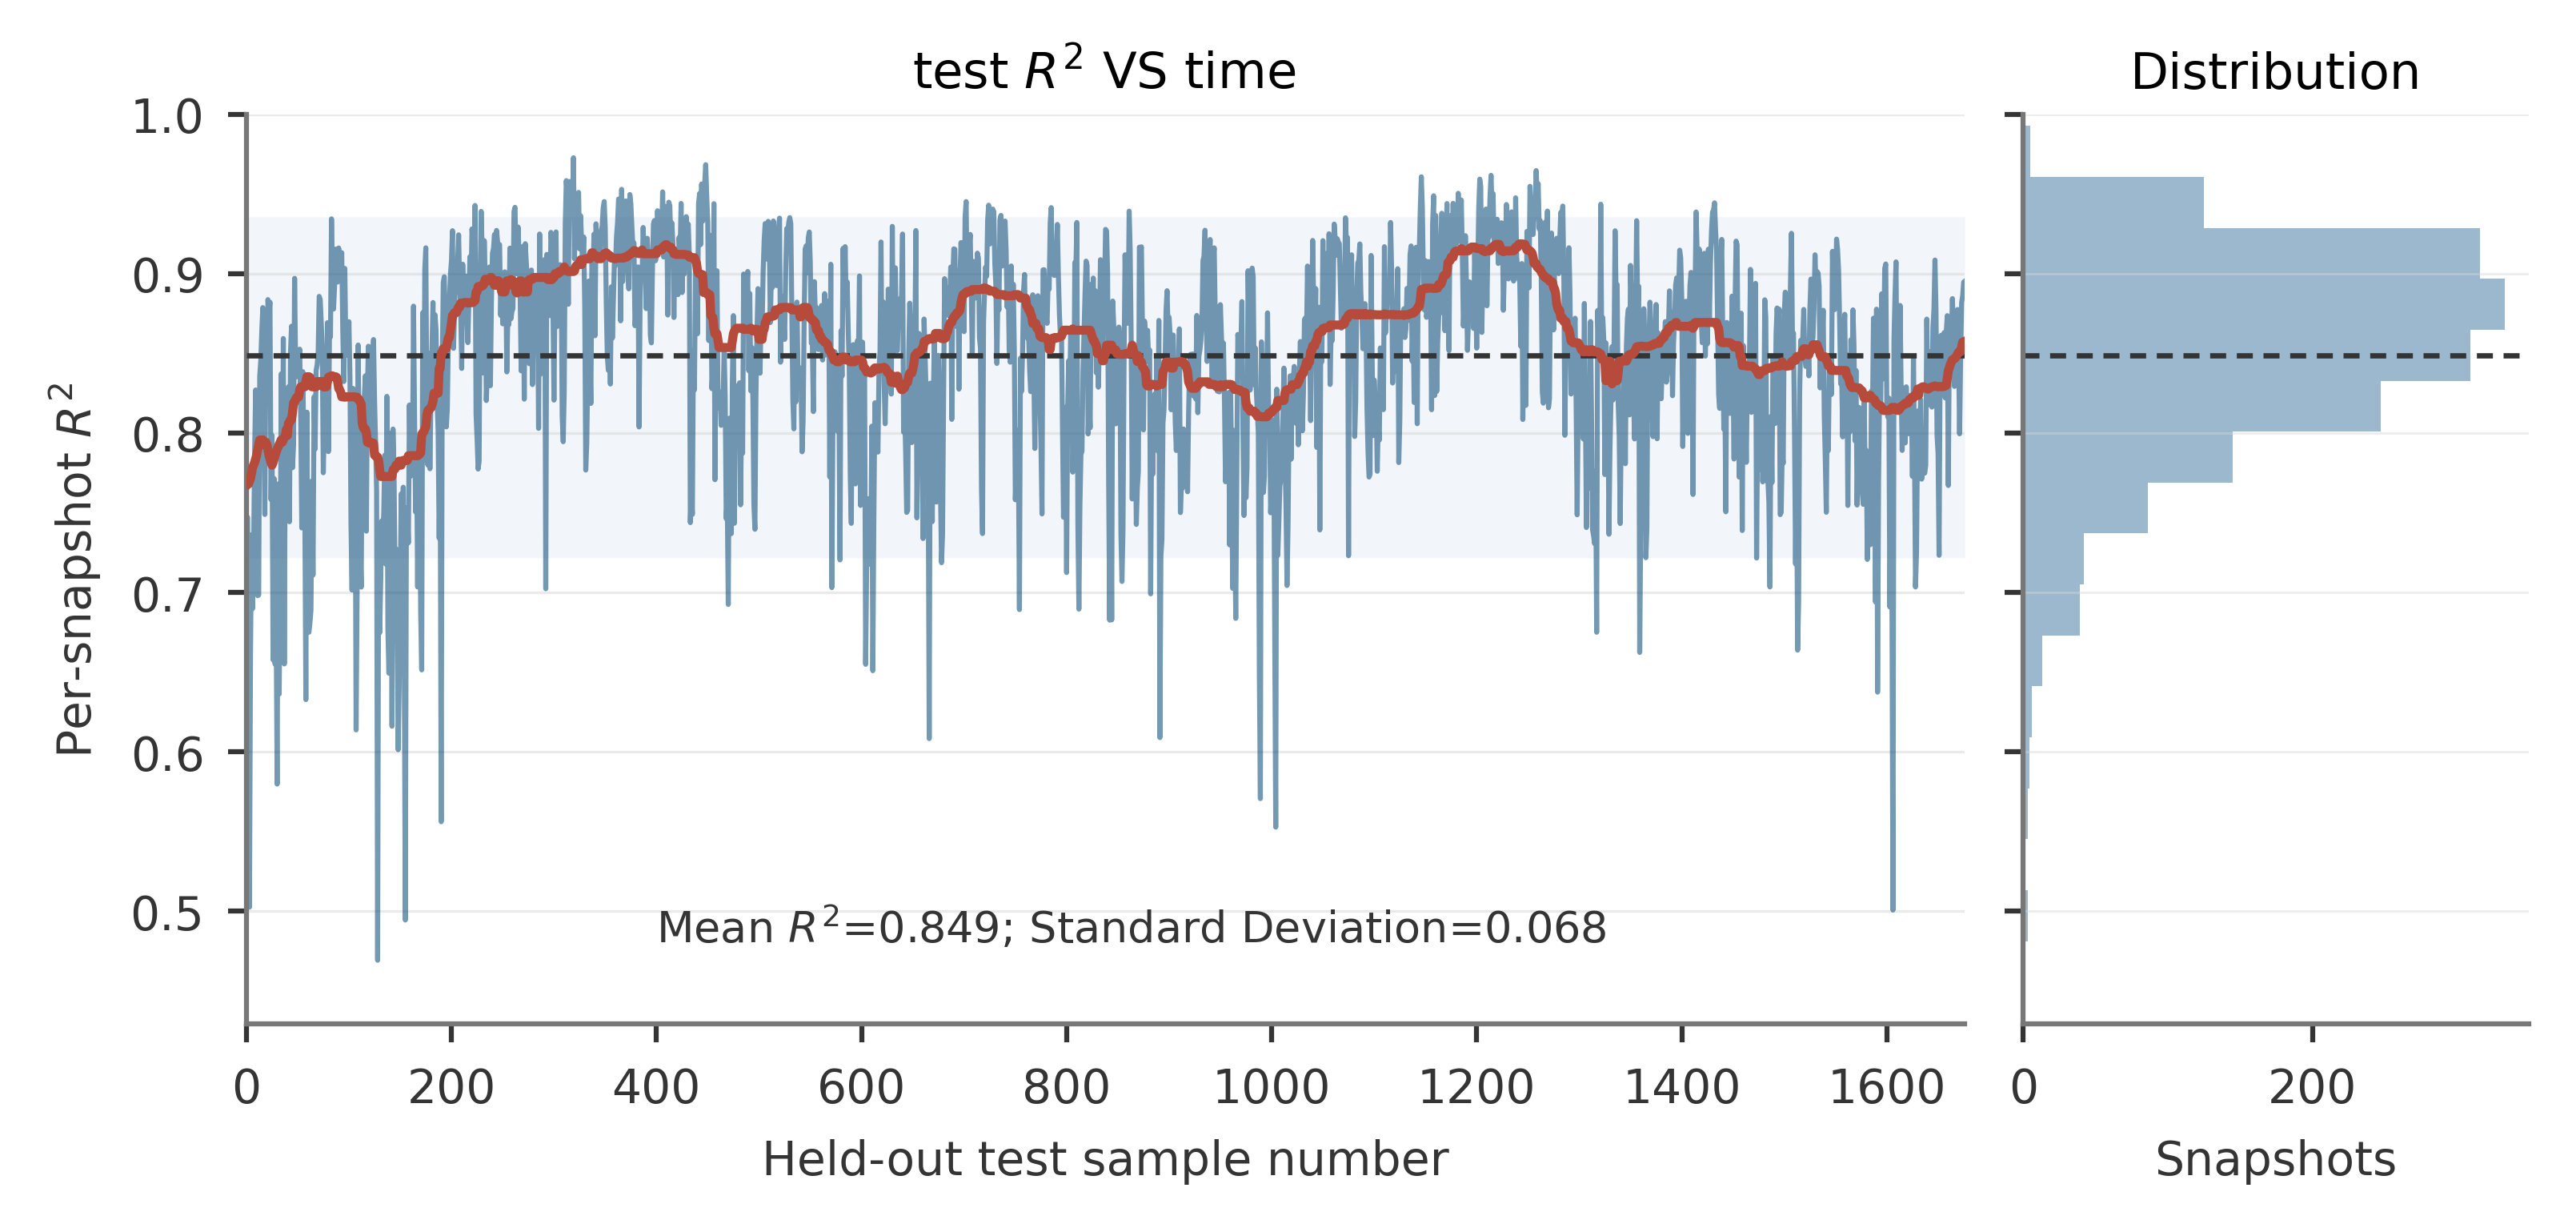 test R² VS time
Distribution
Per-snapshot R²
1.0
0.9
0.8
0.7
0.6
0.5
Mean R²=0.849; Standard Deviation=0.068
0 200 400 600 800 1000 1200 1400 1600
0 200
Held-out test sample number
Snapshots